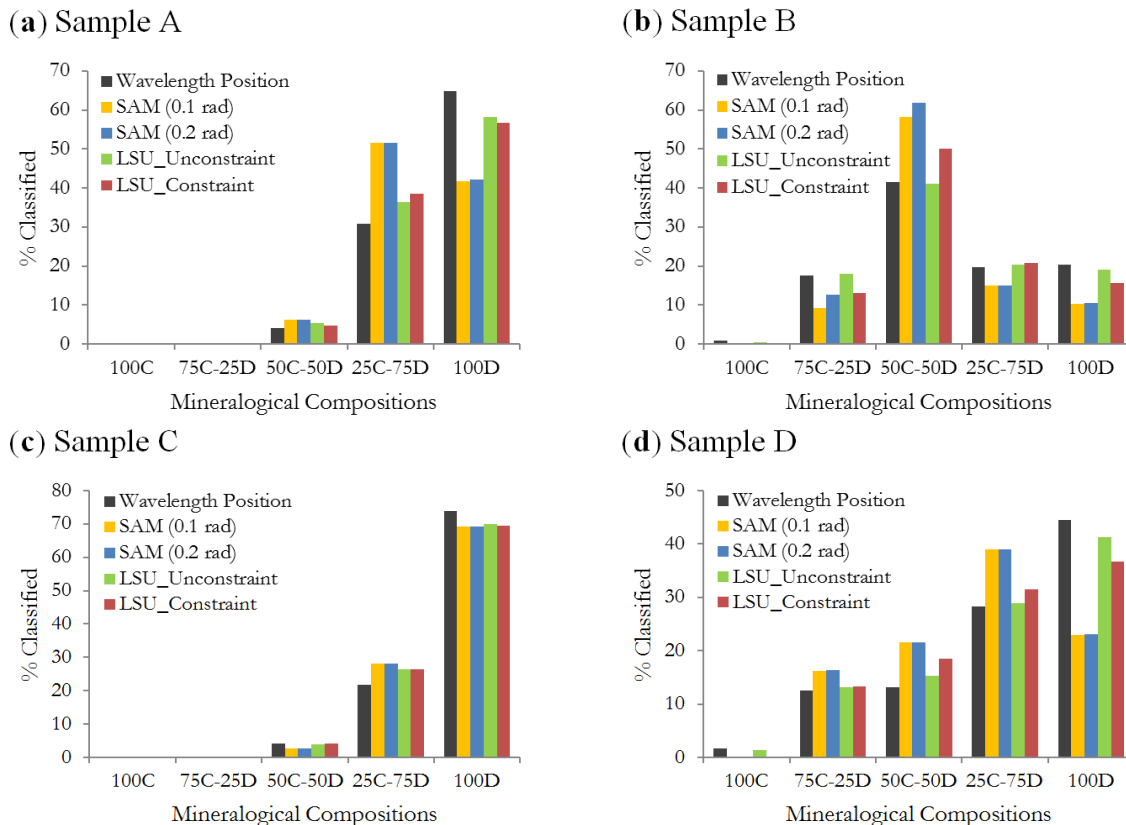 (a) Sample A
70
60
50
40
30
20
10
0
% Classified
Wavelength Position
SAM (0.1 rad)
SAM (0.2 rad)
LSU_Unconstraint
LSU_Constraint
100C 75C-25D 50C-50D 25C-75D 100D
Mineralogical Compositions
(b) Sample B
70
60
50
40
30
20
10
0
% Classified
Wavelength Position
SAM (0.1 rad)
SAM (0.2 rad)
LSU_Unconstraint
LSU_Constraint
100C 75C-25D 50C-50D 25C-75D 100D
Mineralogical Compositions
(c) Sample C
80
70
60
50
40
30
20
10
0
% Classified
Wavelength Position
SAM (0.1 rad)
SAM (0.2 rad)
LSU_Unconstraint
LSU_Constraint
100C 75C-25D 50C-50D 25C-75D 100D
Mineralogical Compositions
(d) Sample D
50
40
30
20
10
0
% Classified
Wavelength Position
SAM (0.1 rad)
SAM (0.2 rad)
LSU_Unconstraint
LSU_Constraint
100C 75C-25D 50C-50D 25C-75D 100D
Mineralogical Compositions